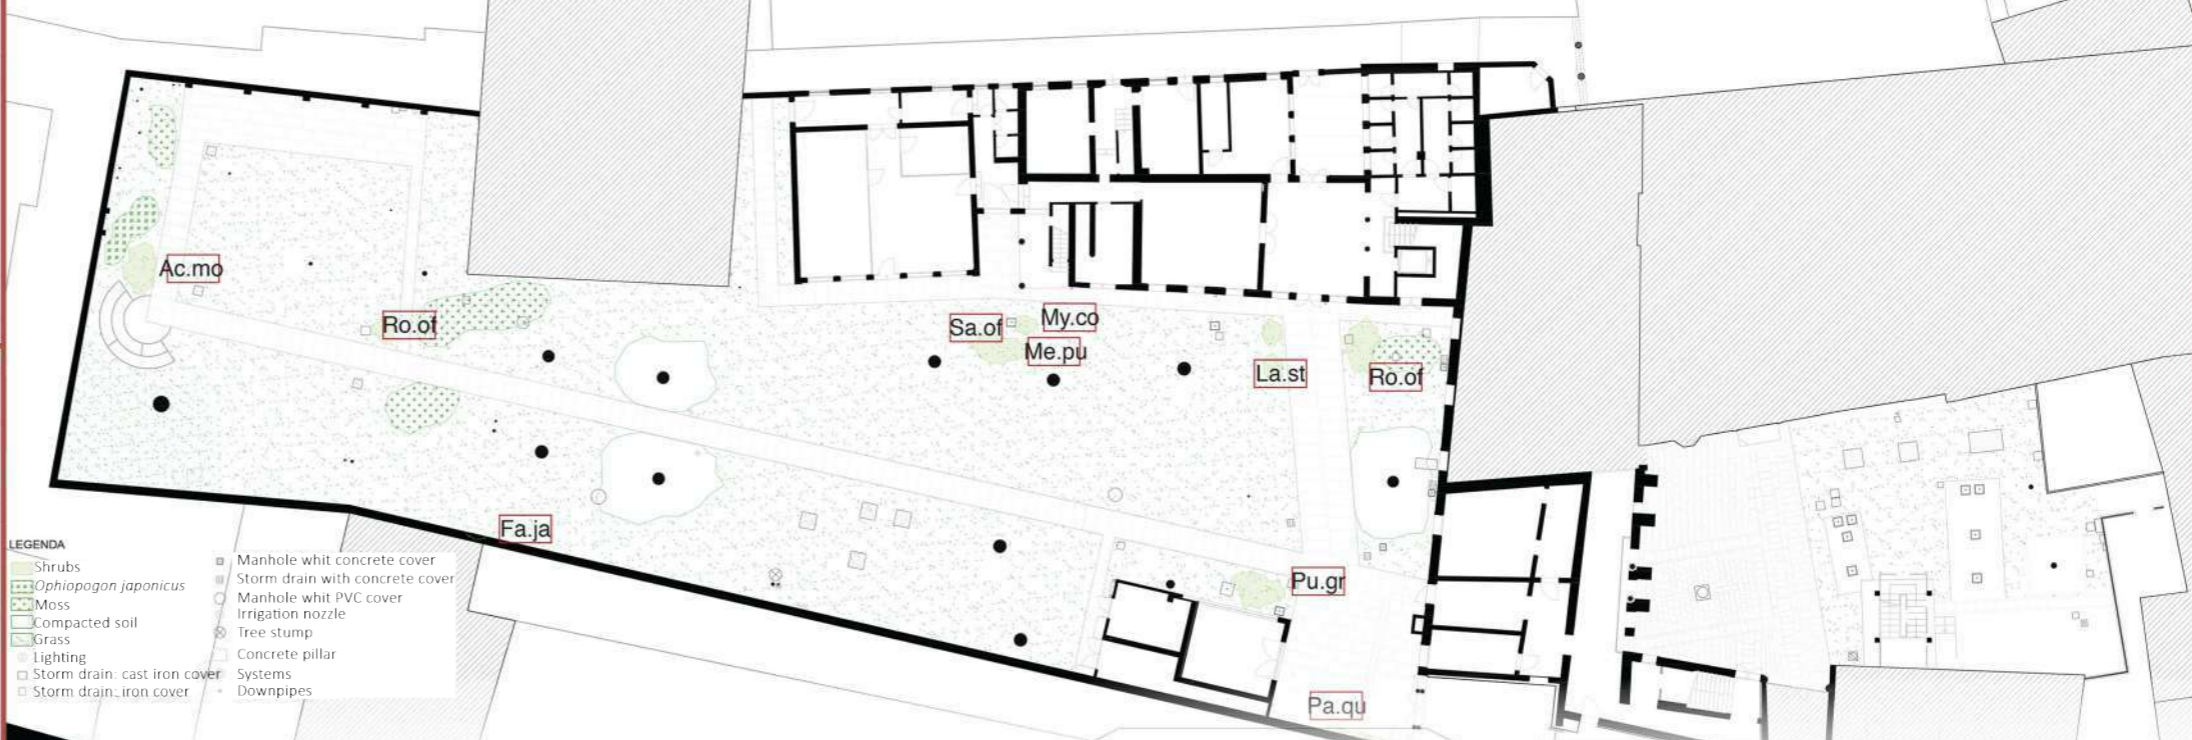 Ac.mo
Ro.of
Sa.of
My.co
Me.pu
La.st
Ro.of
Fa.ja
Pu.gr
Pa.qu
LEGENDA
Shrubs
Ophiopogon japonicus
Moss
Compacted soil
Grass
Lighting
Storm drain: cast iron cover
Storm drain: iron cover
Manhole whit concrete cover
Storm drain with concrete cover
Manhole whit PVC cover
Irrigation nozzle
Tree stump
Concrete pillar
Systems
Downpipes